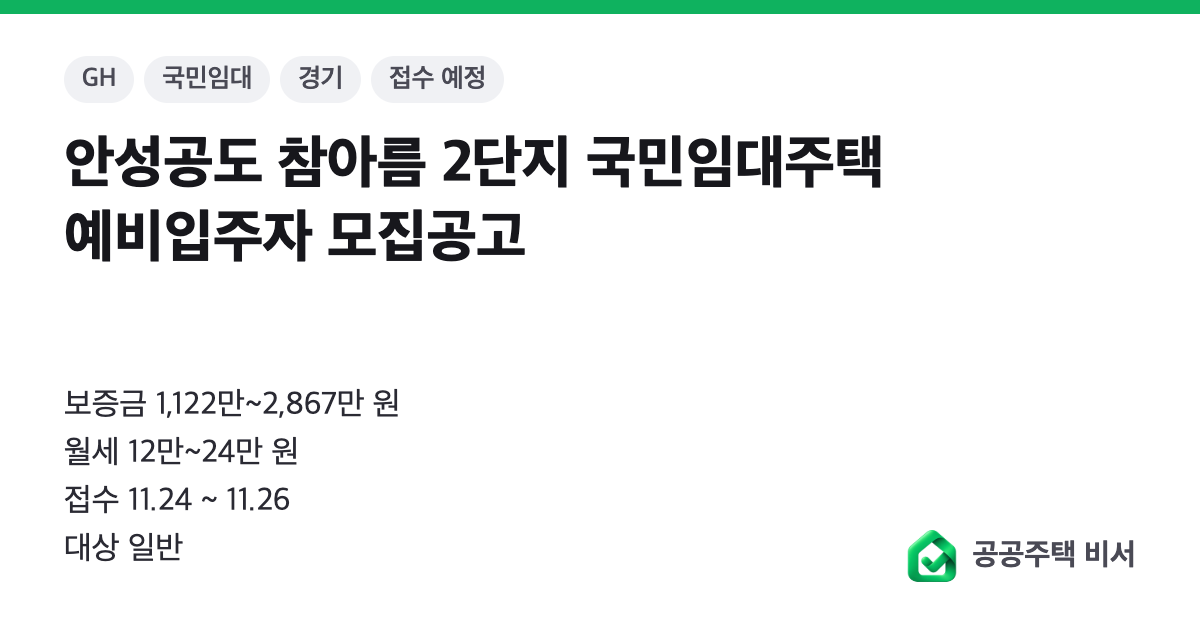 GH 국민임대 경기 접수 예정
안성공도 참아름 2단지 국민임대주택
예비입주자 모집공고
보증금 1,122만~2,867만 원
월세 12만~24만 원
접수 11.24 ~ 11.26
대상 일반
공공주택 비서